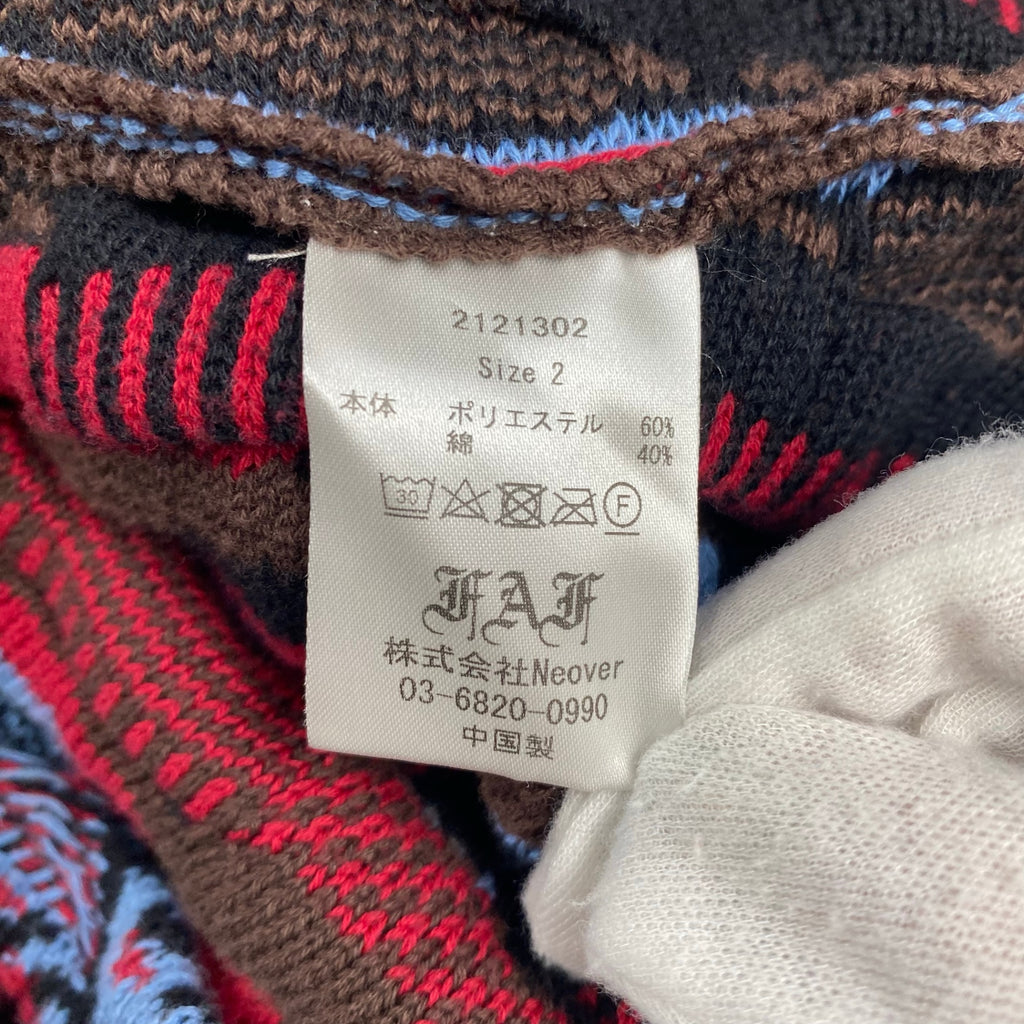 2121302
Size 2
本体 ポリエステル 60%
綿 40%
30 F
FAF
株式会社Neover
03-6820-0990
中国製